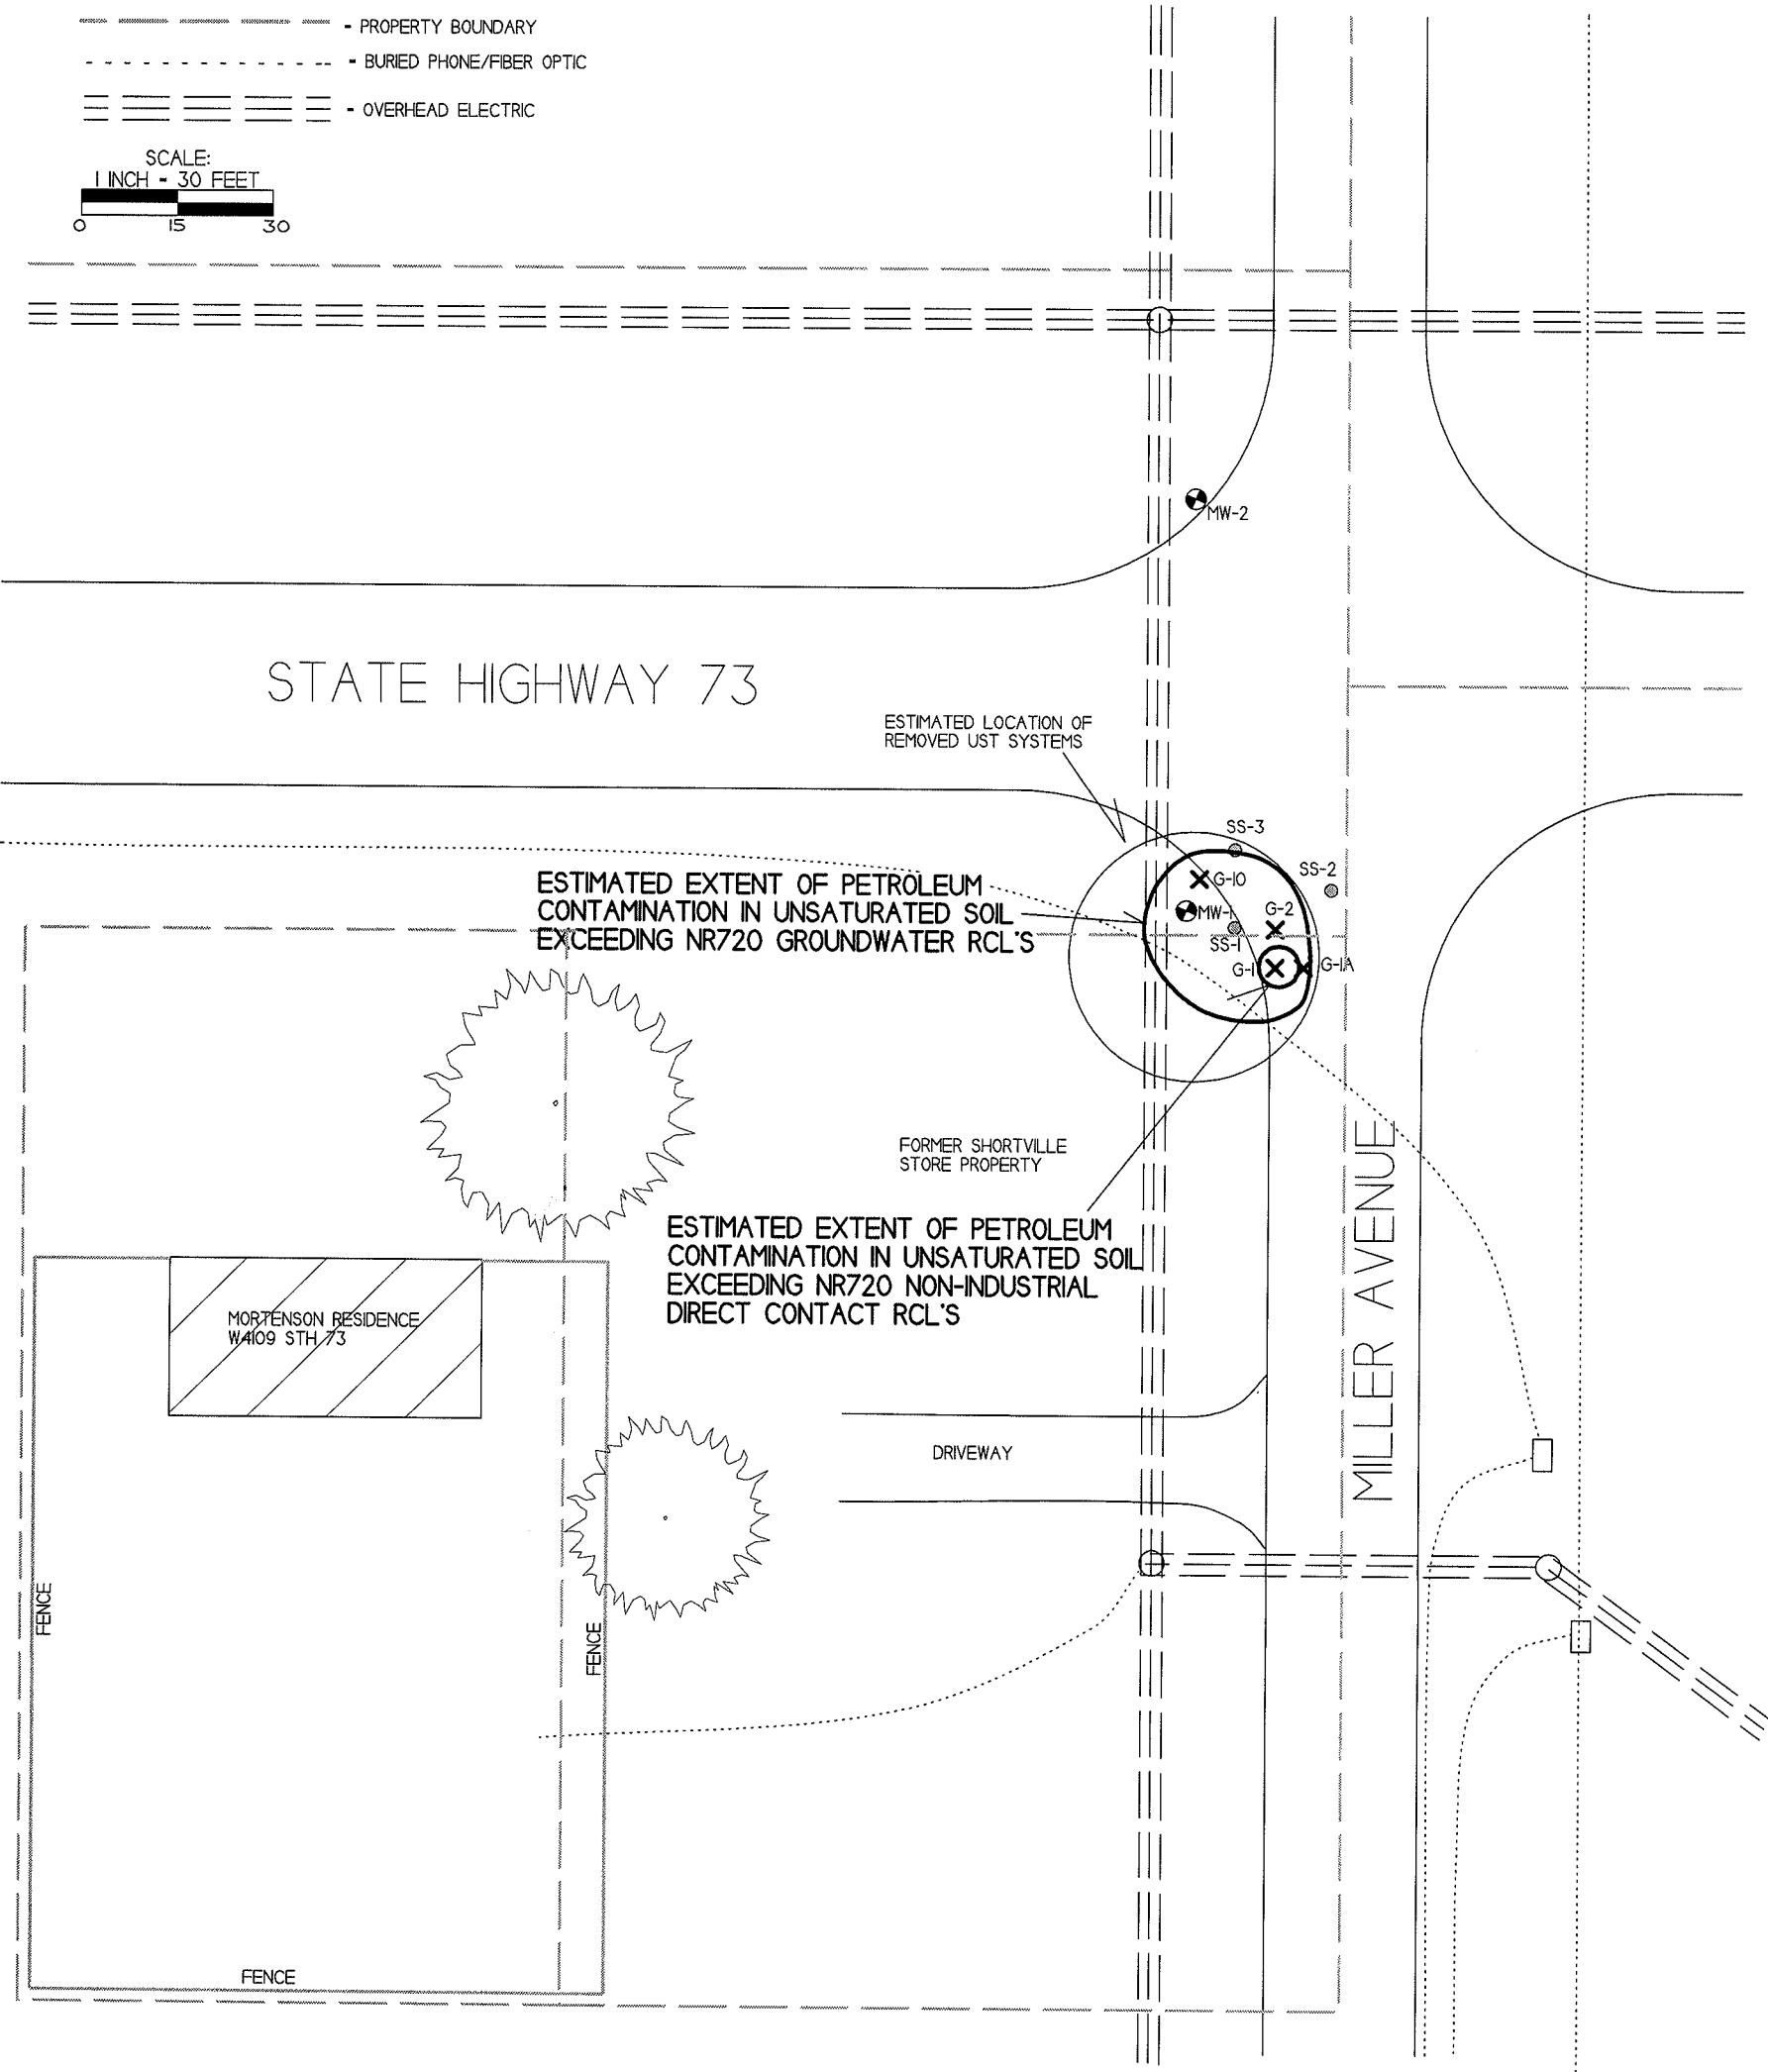 - PROPERTY BOUNDARY
- BURIED PHONE/FIBER OPTIC
- OVERHEAD ELECTRIC
SCALE:
1 INCH - 30 FEET
0 15 30
MW-2
STATE HIGHWAY 73
ESTIMATED LOCATION OF
REMOVED UST SYSTEMS
SS-3
SS-2
G-10
MW-1
G-2
SS-1
G-1
G-1A
ESTIMATED EXTENT OF PETROLEUM
CONTAMINATION IN UNSATURATED SOIL
EXCEEDING NR720 GROUNDWATER RCL'S
FORMER SHORTVILLE
STORE PROPERTY
ESTIMATED EXTENT OF PETROLEUM
CONTAMINATION IN UNSATURATED SOIL
EXCEEDING NR720 NON-INDUSTRIAL
DIRECT CONTACT RCL'S
MILLER AVENUE
MORTENSON RESIDENCE
W4109 STH 73
DRIVEWAY
FENCE
FENCE
FENCE